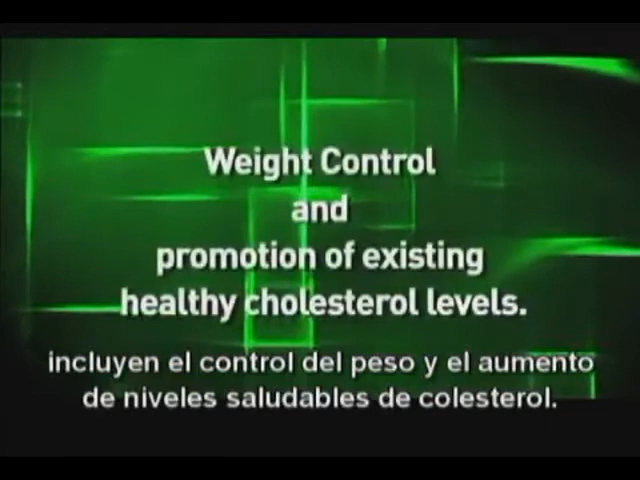 Weight Control
and
promotion of existing
healthy cholesterol levels.
incluyen el control del peso y el aumento
de niveles saludables de colesterol.